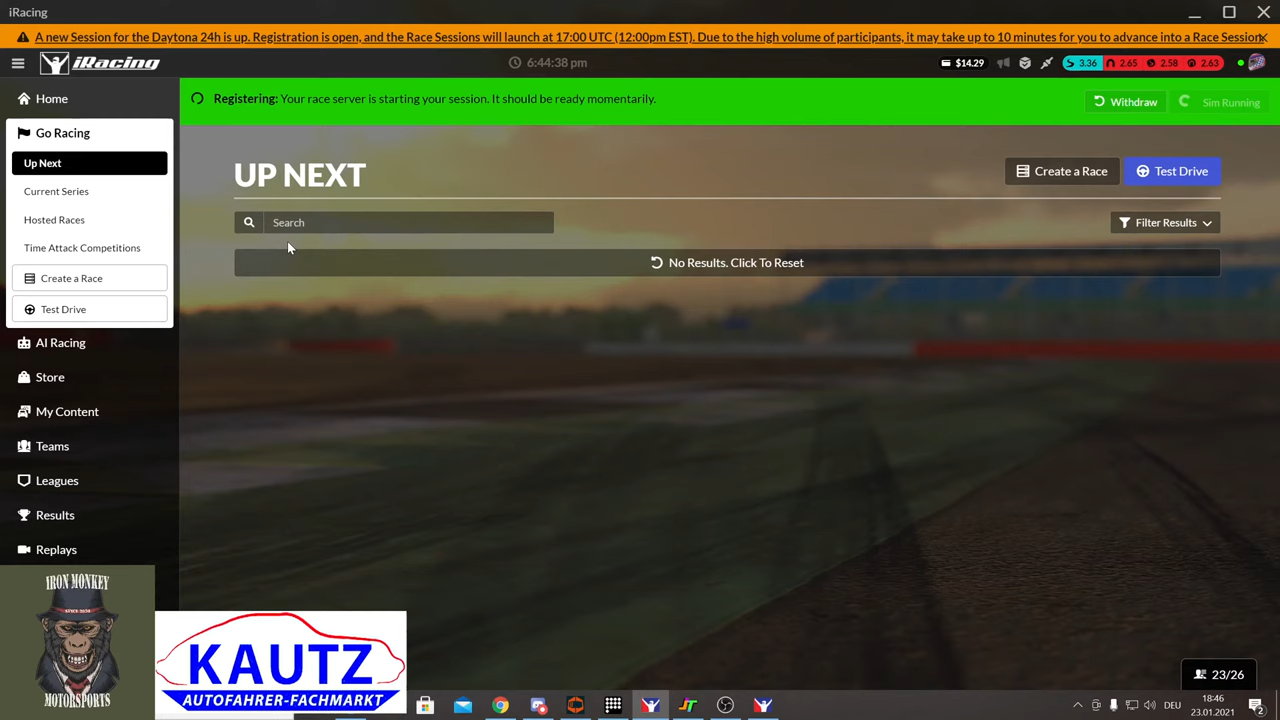 iRacing
A new Session for the Daytona 24h is up. Registration is open, and the Race Sessions will launch at 17:00 UTC (12:00pm EST). Due to the high volume of participants, it may take up to 10 minutes for you to advance into a Race Session.
iRacing
6:44:38 pm
$14.29
3.36
2.65
2.58
2.63
Home
Registering: Your race server is starting your session. It should be ready momentarily.
Withdraw
Sim Running
Go Racing
Up Next
UP NEXT
Create a Race
Test Drive
Current Series
Hosted Races
Search
Filter Results
Time Attack Competitions
No Results. Click To Reset
Create a Race
Test Drive
AI Racing
Store
My Content
Teams
Leagues
Results
Replays
IRON MONKEY
MOTORSPORTS
KAUTZ
AUTOFAHRER-FACHMARKT
23/26
DEU
18:46
23.01.2021
2